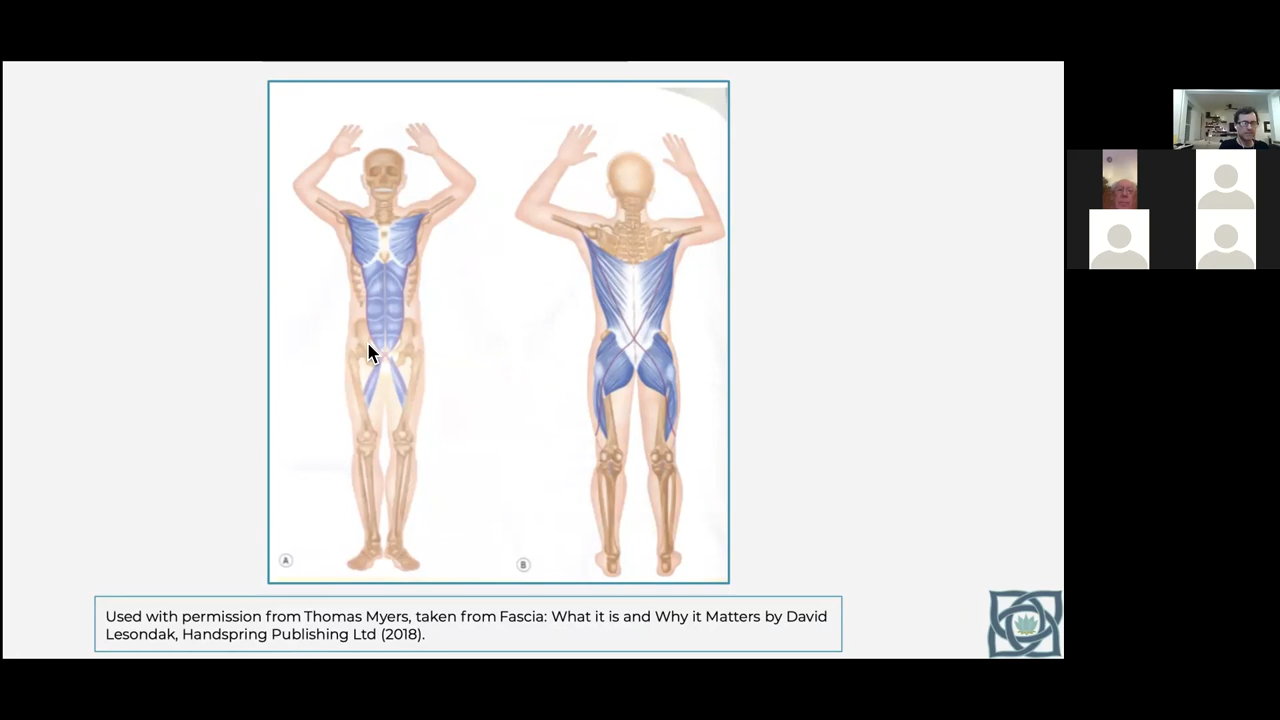 A
B
Used with permission from Thomas Myers, taken from Fascia: What it is and Why it Matters by David
Lesondak, Handspring Publishing Ltd (2018).